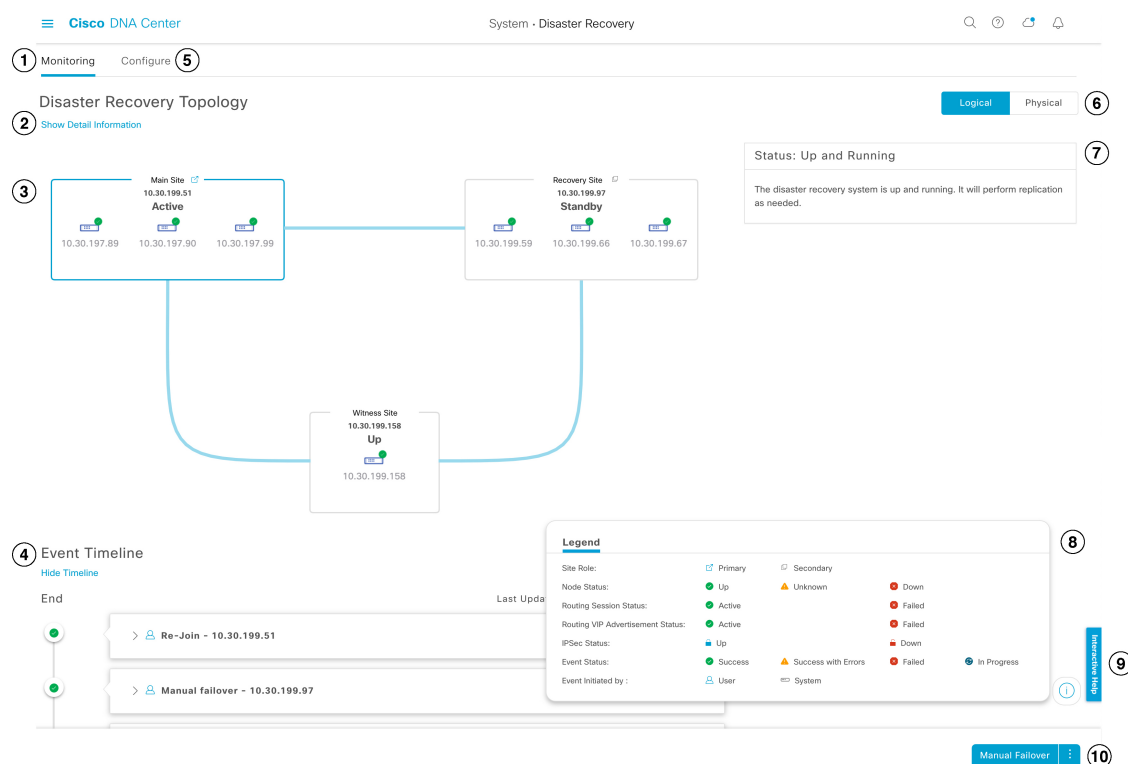 Cisco DNA Center
System · Disaster Recovery
1 Monitoring Configure 5
Disaster Recovery Topology
Logical Physical 6
2 Show Detail Information
Status: Up and Running 7
The disaster recovery system is up and running. It will perform replication
as needed.
3
Main Site
10.30.199.51
Active
10.30.197.89 10.30.197.90 10.30.197.99
Recovery Site
10.30.199.97
Standby
10.30.199.59 10.30.199.66 10.30.199.67
Witness Site
10.30.199.158
Up
10.30.199.158
4 Event Timeline
Hide Timeline
End
Last Upda
Re-Join - 10.30.199.51
Manual failover - 10.30.199.97
Legend 8
Site Role: Primary Secondary
Node Status: Up Unknown Down
Routing Session Status: Active Failed
Routing VIP Advertisement Status: Active Failed
IPSec Status: Up Down
Event Status: Success Success with Errors Failed In Progress
Event Initiated by : User System
Interactive Help 9
Manual Failover 10